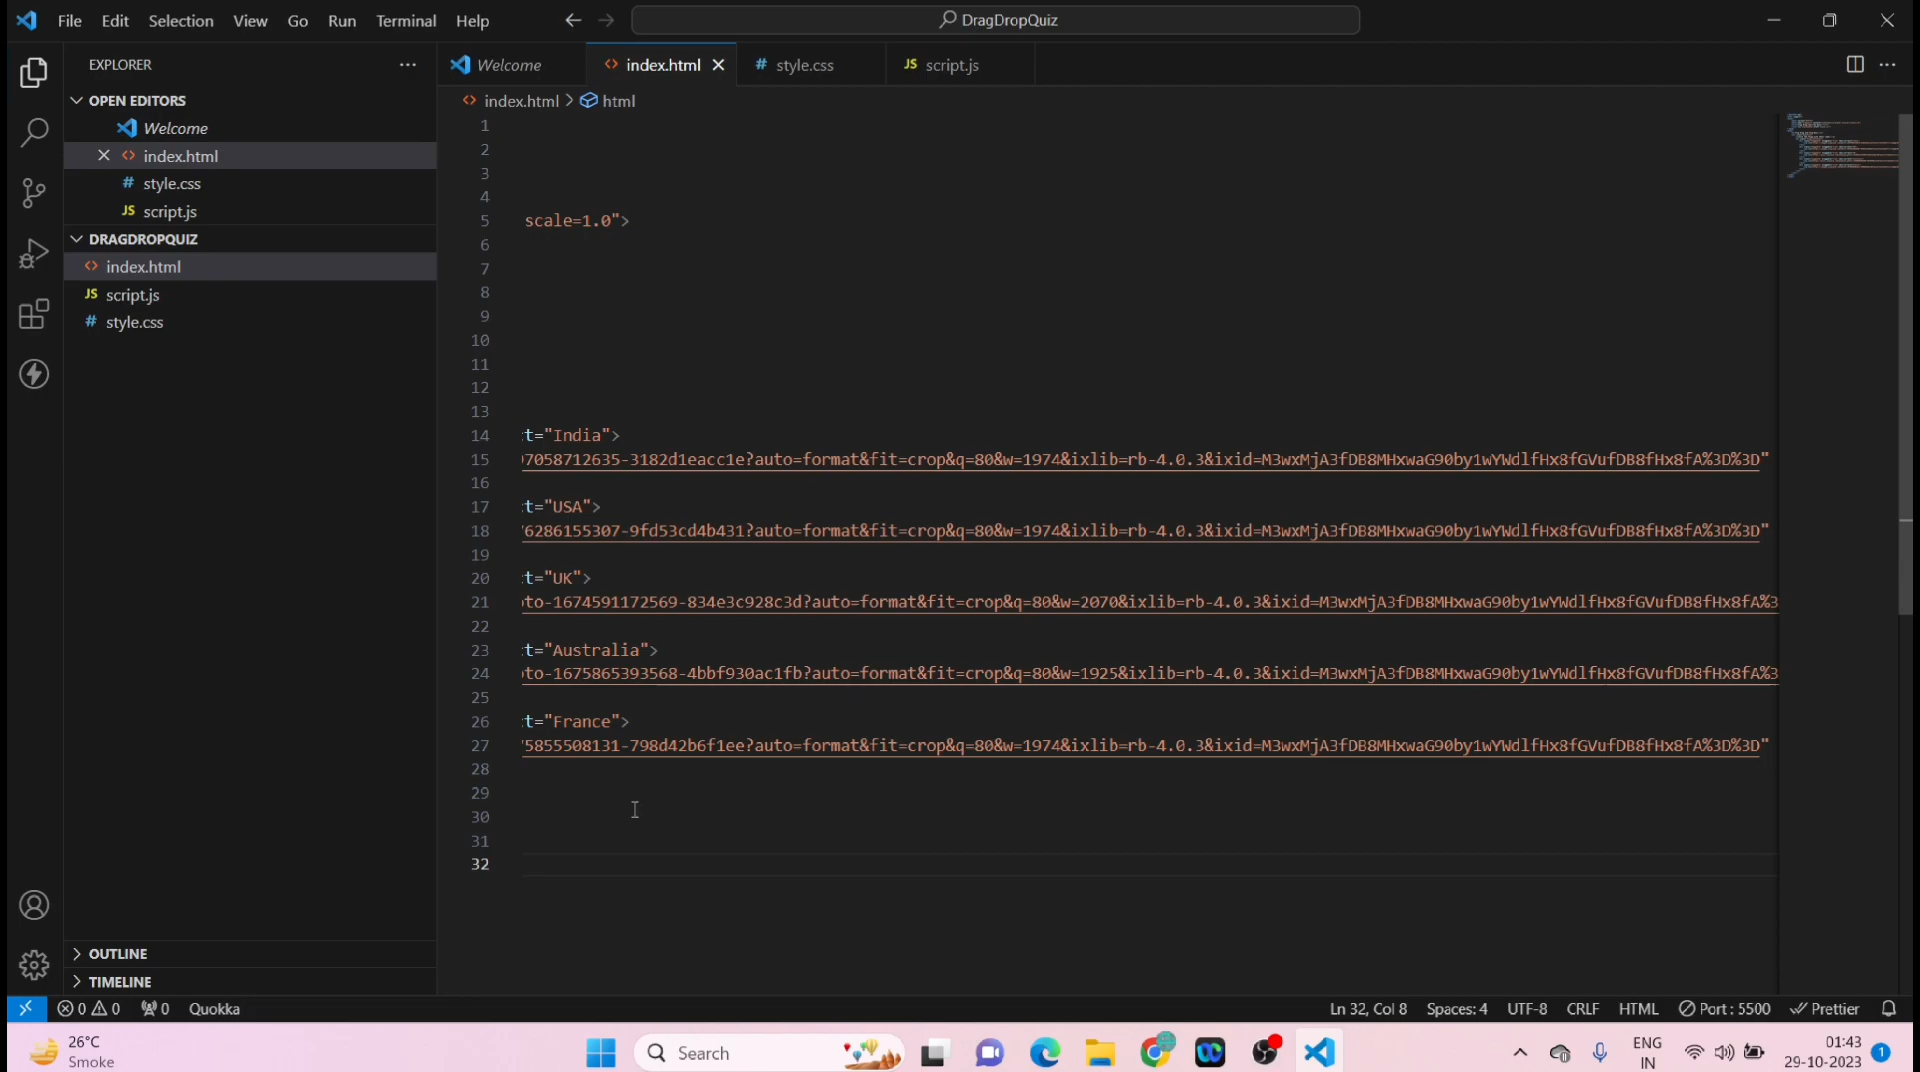 File Edit Selection View Go Run Terminal Help DragDropQuiz
EXPLORER
Welcome index.html style.css JS script.js
OPEN EDITORS
index.html > html
Welcome
index.html
# style.css
JS script.js
DRAGDROPQUIZ
index.html
JS script.js
# style.css
1
2
3
4
5 scale=1.0">
6
7
8
9
10
11
12
13
14 t="India">
15 7058712635-3182d1eacc1e?auto=format&fit=crop&q=80&w=1974&ixlib=rb-4.0.3&ixid=M3wxMjA3fDB8MHxwaG90by1wYWdlfHx8fGVufDB8fHx8fA%3D%3D"
16
17 t="USA">
18 6286155307-9fd53cd4b431?auto=format&fit=crop&q=80&w=1974&ixlib=rb-4.0.3&ixid=M3wxMjA3fDB8MHxwaG90by1wYWdlfHx8fGVufDB8fHx8fA%3D%3D"
19
20 t="UK">
21 to-1674591172569-834e3c928c3d?auto=format&fit=crop&q=80&w=2070&ixlib=rb-4.0.3&ixid=M3wxMjA3fDB8MHxwaG90by1wYWdlfHx8fGVufDB8fHx8fA%3
22
23 t="Australia">
24 to-1675865393568-4bbf930ac1fb?auto=format&fit=crop&q=80&w=1925&ixlib=rb-4.0.3&ixid=M3wxMjA3fDB8MHxwaG90by1wYWdlfHx8fGVufDB8fHx8fA%3
25
26 t="France">
27 5855508131-798d42b6f1ee?auto=format&fit=crop&q=80&w=1974&ixlib=rb-4.0.3&ixid=M3wxMjA3fDB8MHxwaG90by1wYWdlfHx8fGVufDB8fHx8fA%3D%3D"
28
29
30
31
32
OUTLINE
TIMELINE
0 0 0 Quokka Ln 32, Col 8 Spaces: 4 UTF-8 CRLF HTML Port : 5500 Prettier
26°C
Smoke
Search
ENG
IN
01:43
29-10-2023
1